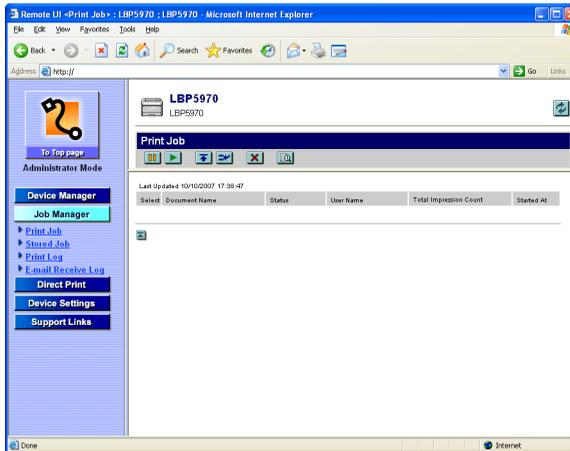 Remote UI <Print Job> : LBP5970 ; LBP5970 - Microsoft Internet Explorer
File Edit View Favorites Tools Help
Back Search Favorites
Address http:// Go Links
LBP5970
LBP5970
To Top page
Administrator Mode
Print Job
Last Updated 10/10/2007 17:38:47
Select Document Name Status User Name Total Impression Count Started At
Device Manager
Job Manager
Print Job
Stored Job
Print Log
E-mail Receive Log
Direct Print
Device Settings
Support Links
Done Internet